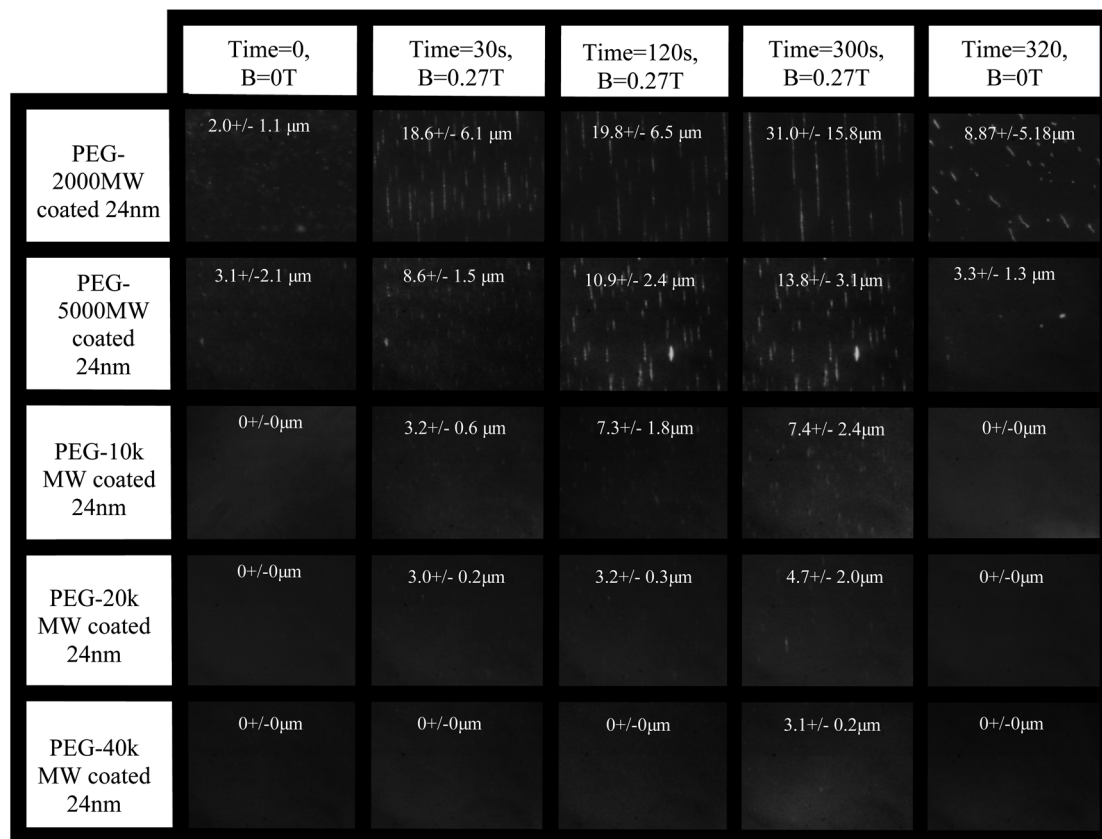 Time=0,
B=0T
Time=30s,
B=0.27T
Time=120s,
B=0.27T
Time=300s,
B=0.27T
Time=320,
B=0T
PEG-
2000MW
coated 24nm
2.0+/- 1.1 μm
18.6+/- 6.1 μm
19.8+/- 6.5 μm
31.0+/- 15.8μm
8.87+/-5.18 μm
PEG-
5000MW
coated
24nm
3.1+/-2.1 μm
8.6+/- 1.5 μm
10.9+/- 2.4 μm
13.8+/- 3.1μm
3.3+/- 1.3 μm
PEG-10k
MW coated
24nm
0+/-0μm
3.2+/- 0.6 μm
7.3+/- 1.8μm
7.4+/- 2.4μm
0+/-0μm
PEG-20k
MW coated
24nm
0+/-0μm
3.0+/- 0.2μm
3.2+/- 0.3μm
4.7+/- 2.0μm
0+/-0μm
PEG-40k
MW coated
24nm
0+/-0μm
0+/-0μm
0+/-0μm
3.1+/- 0.2μm
0+/-0μm